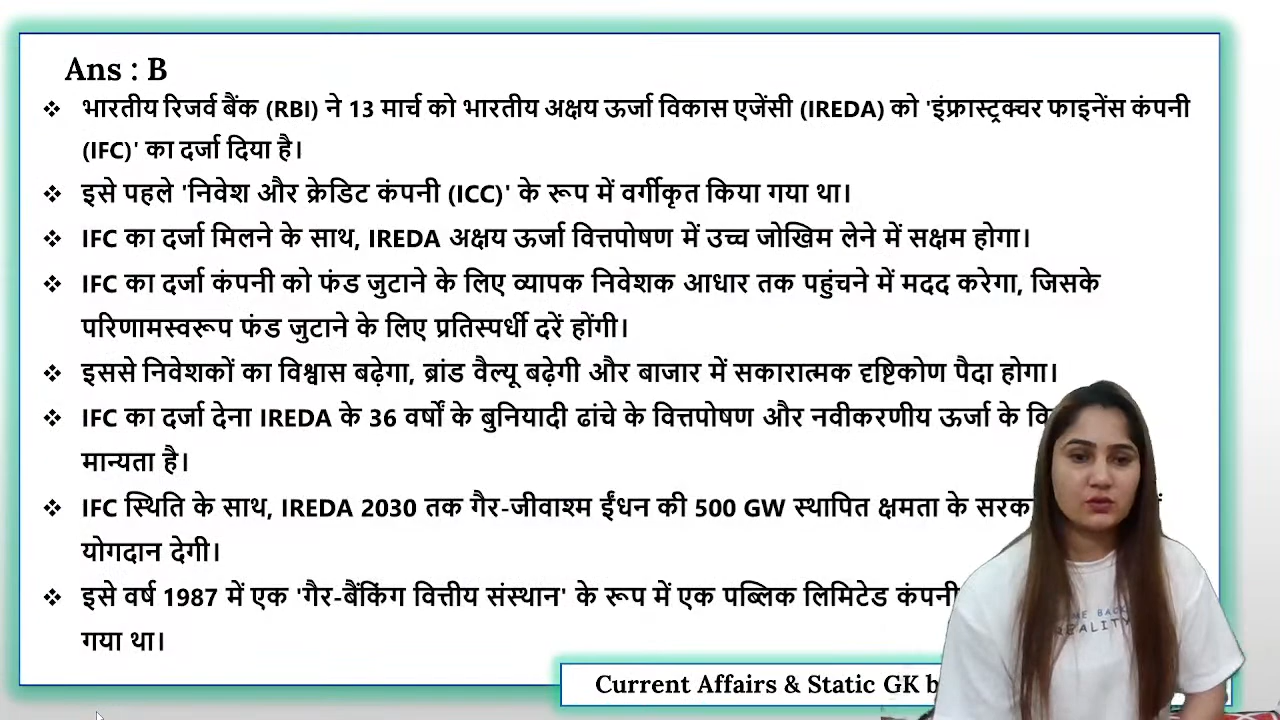 Ans : B
❖ भारतीय रिजर्व बैंक (RBI) ने 13 मार्च को भारतीय अक्षय ऊर्जा विकास एजेंसी (IREDA) को 'इंफ्रास्ट्रक्चर फाइनेंस कंपनी
(IFC)' का दर्जा दिया है।
❖ इसे पहले 'निवेश और क्रेडिट कंपनी (ICC)' के रूप में वर्गीकृत किया गया था।
❖ IFC का दर्जा मिलने के साथ, IREDA अक्षय ऊर्जा वित्तपोषण में उच्च जोखिम लेने में सक्षम होगा।
❖ IFC का दर्जा कंपनी को फंड जुटाने के लिए व्यापक निवेशक आधार तक पहुंचने में मदद करेगा, जिसके
परिणामस्वरूप फंड जुटाने के लिए प्रतिस्पर्धी दरें होंगी।
❖ इससे निवेशकों का विश्वास बढ़ेगा, ब्रांड वैल्यू बढ़ेगी और बाजार में सकारात्मक दृष्टिकोण पैदा होगा।
❖ IFC का दर्जा देना IREDA के 36 वर्षों के बुनियादी ढांचे के वित्तपोषण और नवीकरणीय ऊर्जा के
मान्यता है।
❖ IFC स्थिति के साथ, IREDA 2030 तक गैर-जीवाश्म ईंधन की 500 GW स्थापित क्षमता के
योगदान देगी।
❖ इसे वर्ष 1987 में एक 'गैर-बैंकिंग वित्तीय संस्थान' के रूप में एक पब्लिक लिमिटेड कंपनी
गया था।
Current Affairs & Static GK
BACK
REALITY